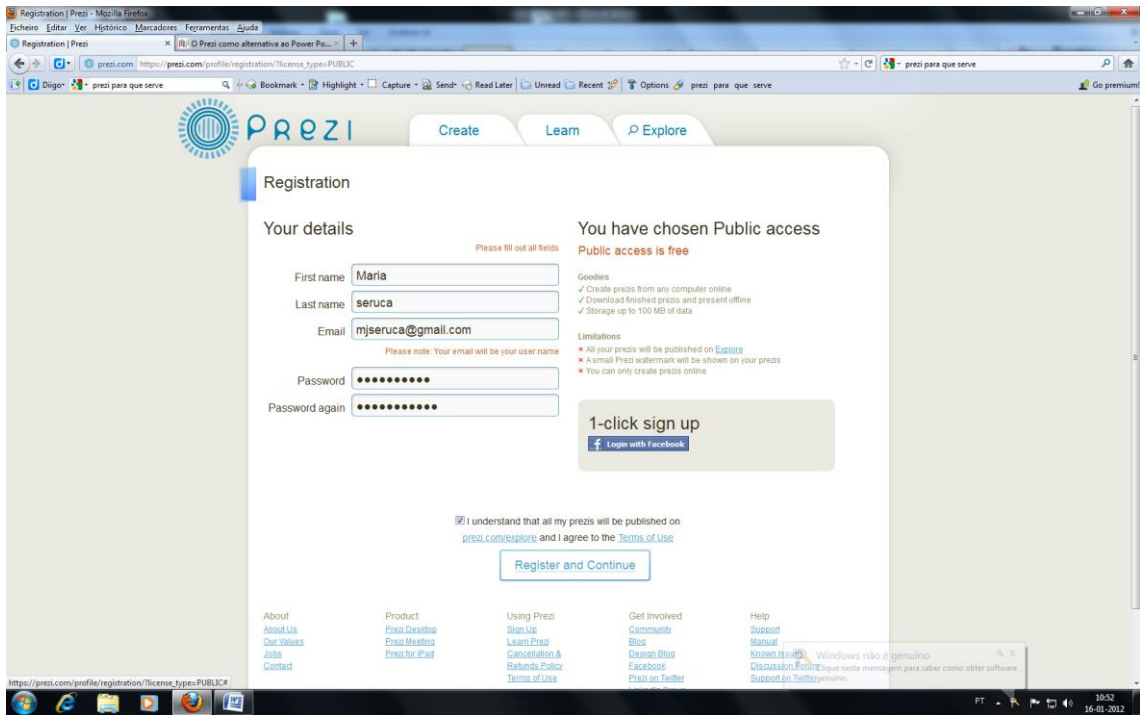 Registration | Prezi - Mozilla Firefox
Ficheiro Editar Ver Histórico Marcadores Ferramentas Ajuda
Registration | Prezi × O Prezi como alternativa ao Power Po... × +
prezi.com https://prezi.com/profile/registration/?license_type=PUBLIC prezi para que serve
Diigo prezi para que serve Bookmark Highlight Capture Send Read Later Unread Recent Options prezi para que serve Go premium!
PREZI Create Learn Explore
Registration
Your details
Please fill out all fields
First name Maria
Last name seruca
Email mjseruca@gmail.com
Please note: Your email will be your user name
Password ••••••••••
Password again •••••••••••
You have chosen Public access
Public access is free
Goodies
✓ Create prezis from any computer online
✓ Download finished prezis and present offline
✓ Storage up to 100 MB of data
Limitations
× All your prezis will be published on Explore
× A small Prezi watermark will be shown on your prezis
× You can only create prezis online
1-click sign up
f Login with Facebook
I understand that all my prezis will be published on
prezi.com/explore and I agree to the Terms of Use
Register and Continue
About
About Us
Our Values
Jobs
Contact
Product
Prezi Desktop
Prezi Meeting
Prezi for iPad
Using Prezi
Sign Up
Learn Prezi
Cancellation &
Refunds Policy
Terms of Use
Get Involved
Community
Blog
Design Blog
Facebook
Prezi on Twitter
Help
Support
Manual
Known Issues
Discussion Forum
Support on Twitter
Windows não é genuíno
Clique nesta mensagem para saber como obter software
genuíno.
https://prezi.com/profile/registration/?license_type=PUBLIC#
PT 10:52
16-01-2012